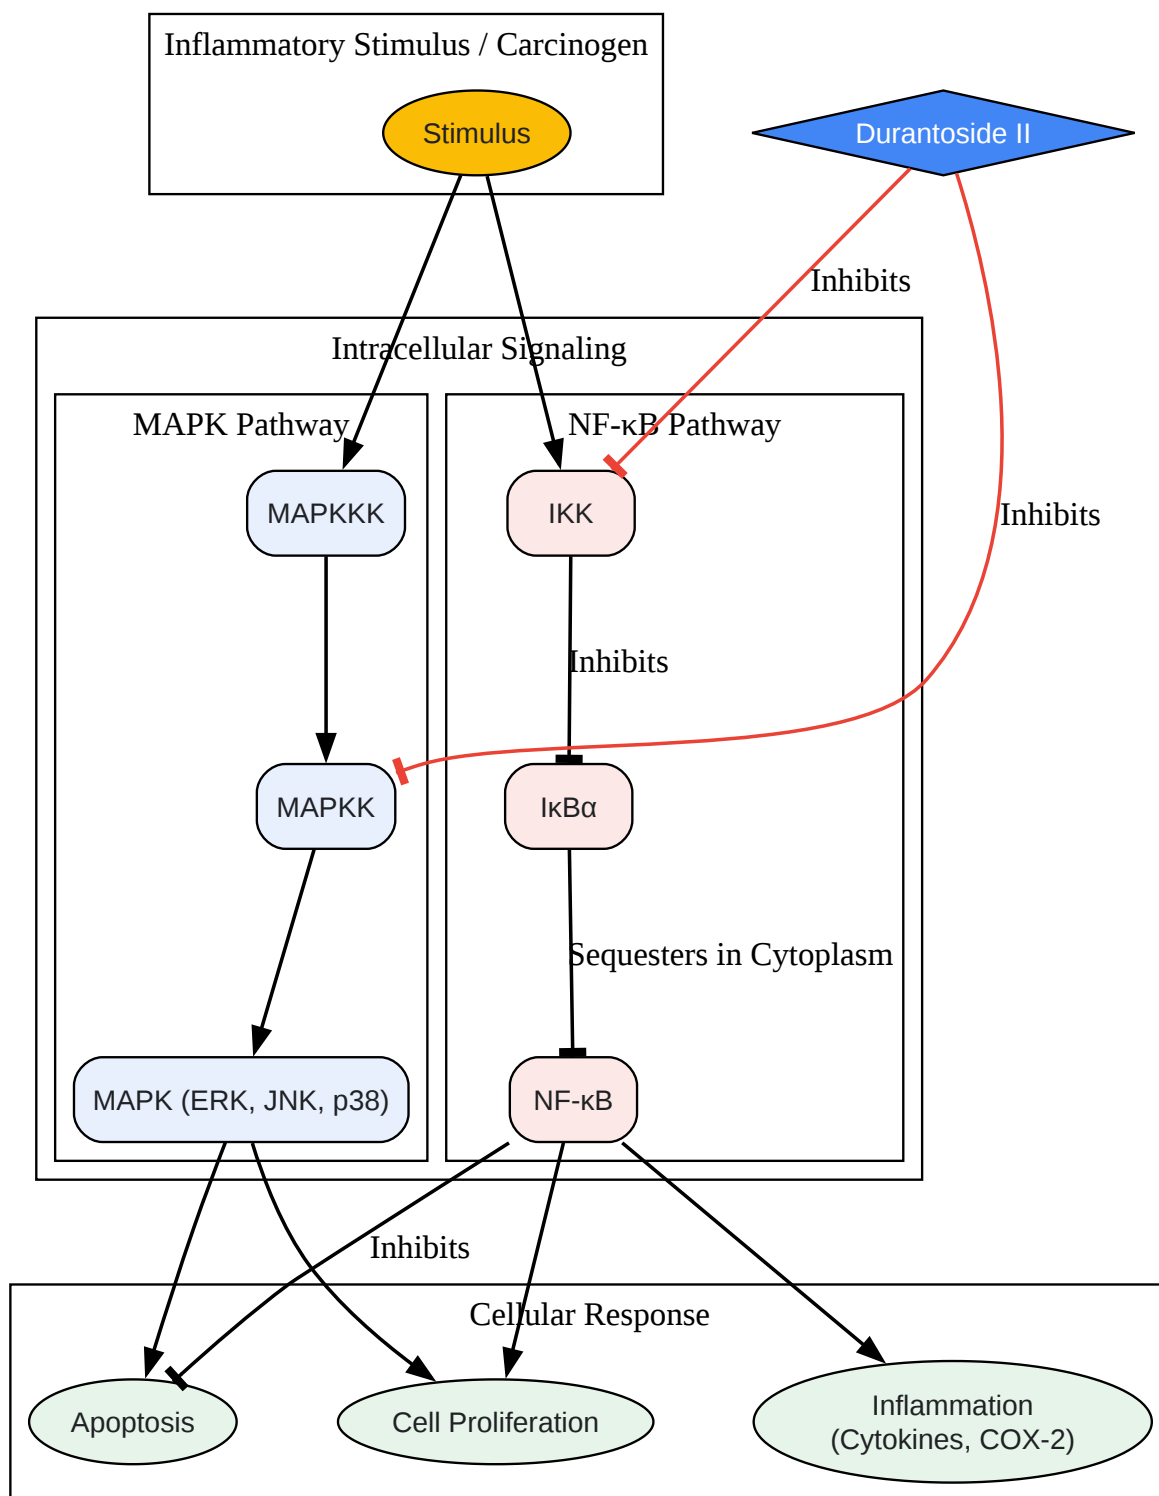 Inflammatory Stimulus / Carcinogen
Stimulus
Durantoside II
Inhibits
Intracellular Signaling
MAPK Pathway
NF-κB Pathway
MAPKKK
IKK
Inhibits
Inhibits
MAPKK
IκBα
Sequesters in Cytoplasm
MAPK (ERK, JNK, p38)
NF-κB
Inhibits
Cellular Response
Apoptosis
Cell Proliferation
Inflammation
(Cytokines, COX-2)